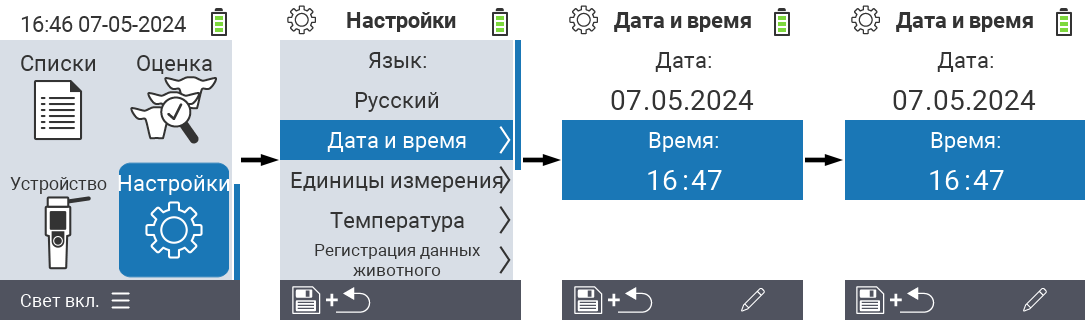 16:46 07-05-2024
Списки
Оценка
Устройство
Настройки
Свет вкл.
Настройки
Язык:
Русский
Дата и время
Единицы измерения
Температура
Регистрация данных
животного
+
Дата и время
Дата:
07.05.2024
Время:
16:47
+
Дата и время
Дата:
07.05.2024
Время:
16:47
+